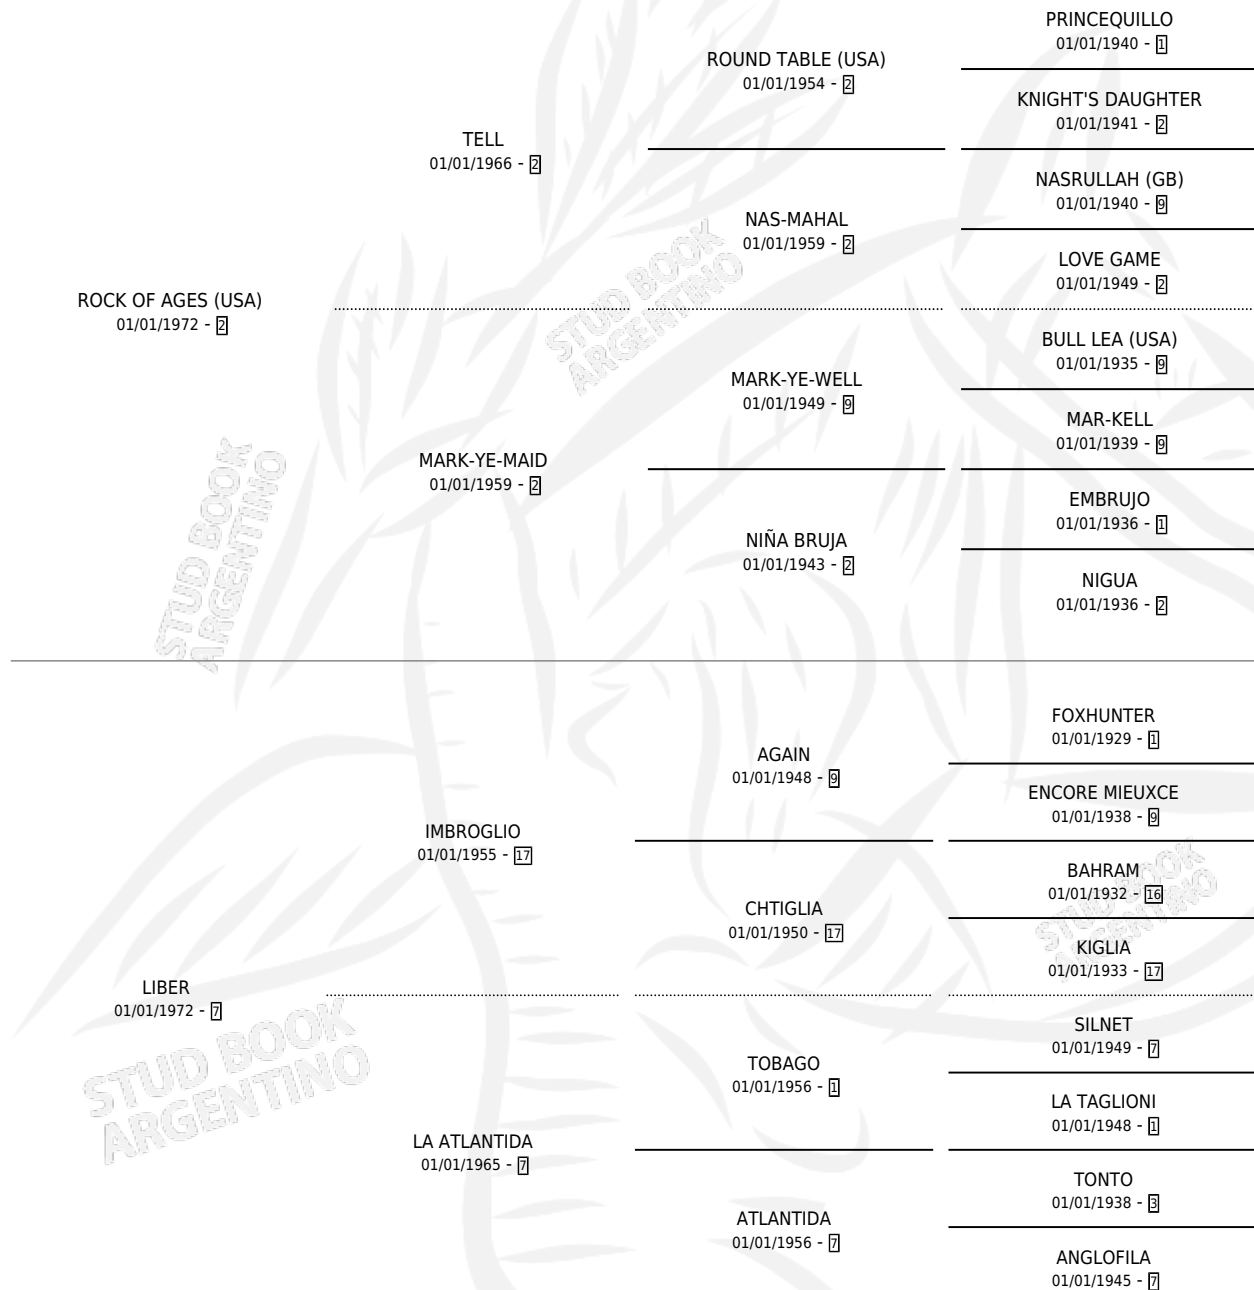 PRINCEQUILLO
01/01/1940 - 1
ROUND TABLE (USA)
01/01/1954 - 2
KNIGHT'S DAUGHTER
01/01/1941 - 2
TELL
01/01/1966 - 2
NASRULLAH (GB)
01/01/1940 - 9
NAS-MAHAL
01/01/1959 - 2
LOVE GAME
01/01/1949 - 2
ROCK OF AGES (USA)
01/01/1972 - 2
BULL LEA (USA)
01/01/1935 - 9
MARK-YE-WELL
01/01/1949 - 9
MAR-KELL
01/01/1939 - 9
MARK-YE-MAID
01/01/1959 - 2
EMBRUJO
01/01/1936 - 1
NIÑA BRUJA
01/01/1943 - 2
NIGUA
01/01/1936 - 2
FOXHUNTER
01/01/1929 - 1
AGAIN
01/01/1948 - 9
ENCORE MIEUXCE
01/01/1938 - 9
IMBROGLIO
01/01/1955 - 17
BAHRAM
01/01/1932 - 16
CHTIGLIA
01/01/1950 - 17
KIGLIA
01/01/1933 - 17
LIBER
01/01/1972 - 7
SILNET
01/01/1949 - 7
TOBAGO
01/01/1956 - 1
LA TAGLIONI
01/01/1948 - 1
LA ATLANTIDA
01/01/1965 - 7
TONTO
01/01/1938 - 3
ATLANTIDA
01/01/1956 - 7
ANGLOFILA
01/01/1945 - 7
STUD BOOK
ARGENTINO
STUD BOOK
ARGENTINO
STUD BOOK
ARGENTINO
STUD BOOK
ARGENTINO